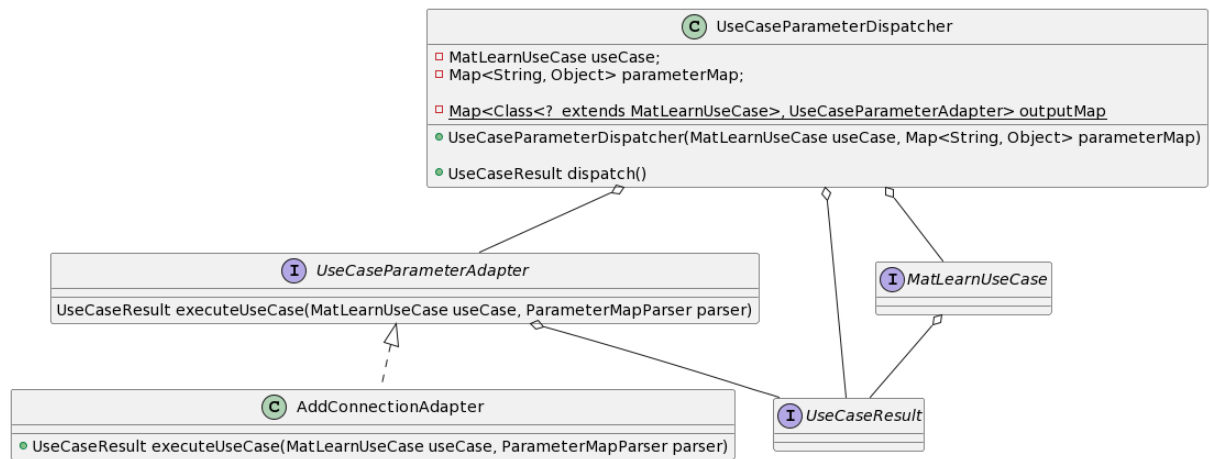 C UseCaseParameterDispatcher
MatLearnUseCase useCase;
Map<String, Object> parameterMap;
Map<Class<? extends MatLearnUseCase>, UseCaseParameterAdapter> outputMap
UseCaseParameterDispatcher(MatLearnUseCase useCase, Map<String, Object> parameterMap)
UseCaseResult dispatch()
I UseCaseParameterAdapter
UseCaseResult executeUseCase(MatLearnUseCase useCase, ParameterMapParser parser)
I MatLearnUseCase
C AddConnectionAdapter
UseCaseResult executeUseCase(MatLearnUseCase useCase, ParameterMapParser parser)
I UseCaseResult